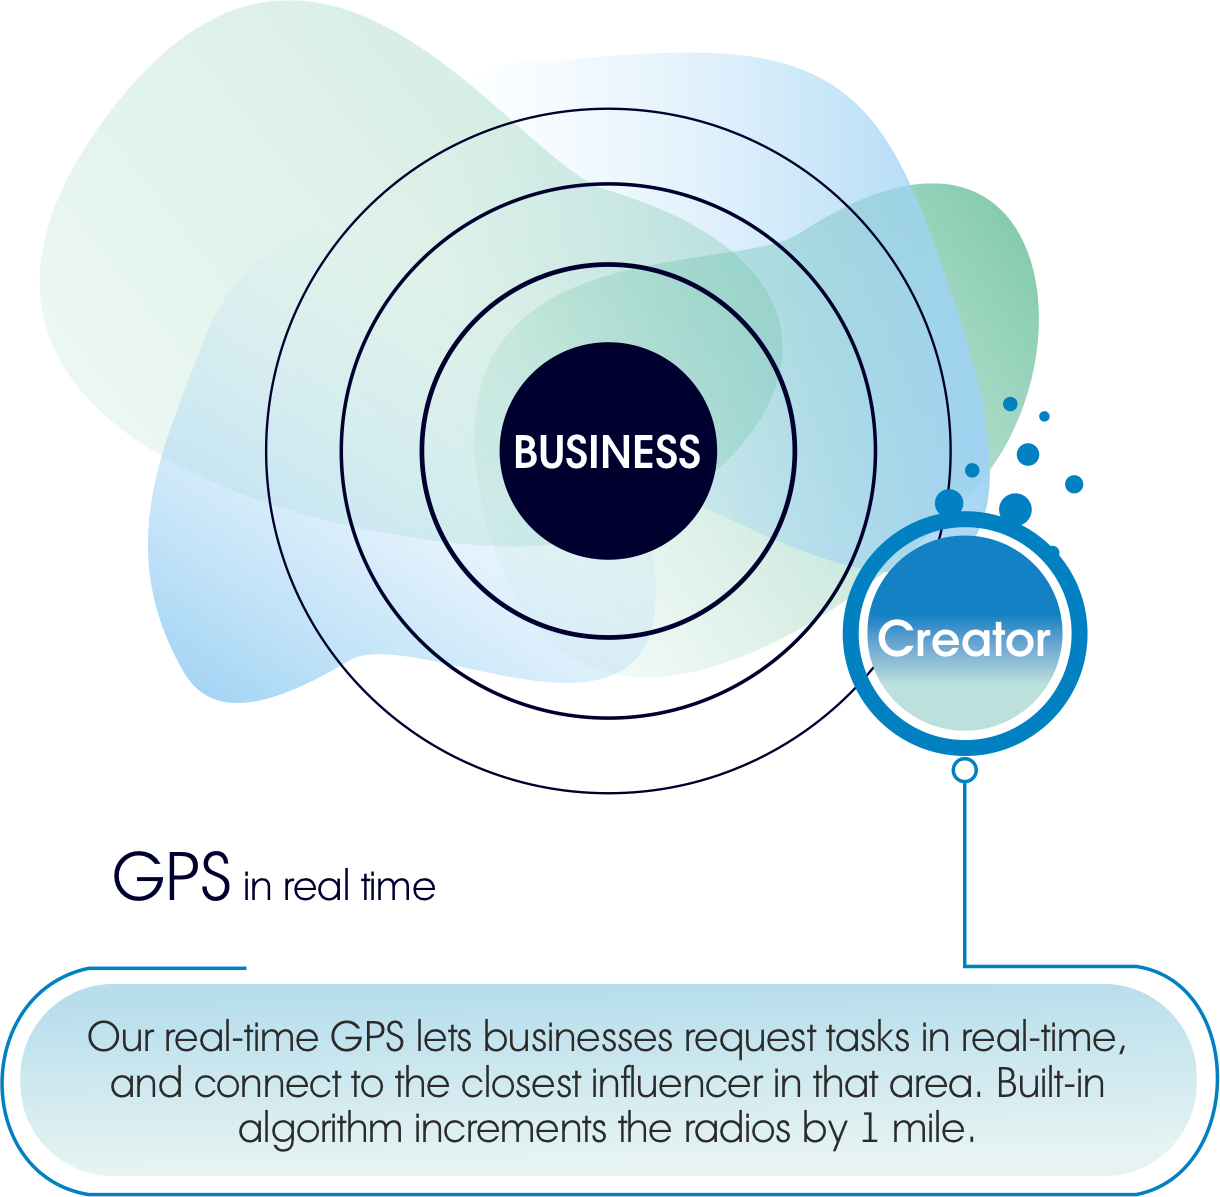 BUSINESS
Creator
GPS in real time
Our real-time GPS lets businesses request tasks in real-time,
and connect to the closest influencer in that area. Built-in
algorithm increments the radios by 1 mile.